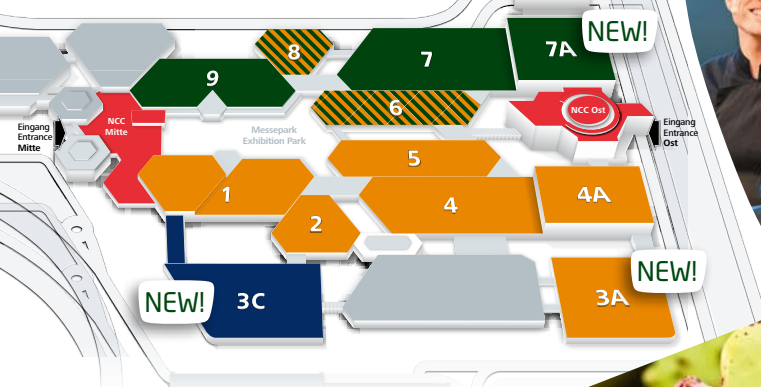 NEW!
8
7
7A
9
6
NCC
Mitte
NCC Ost
Eingang
Entrance
Mitte
Messepark
Exhibition Park
Eingang
Entrance
Ost
5
1
4
4A
2
NEW!
NEW!
3C
3A